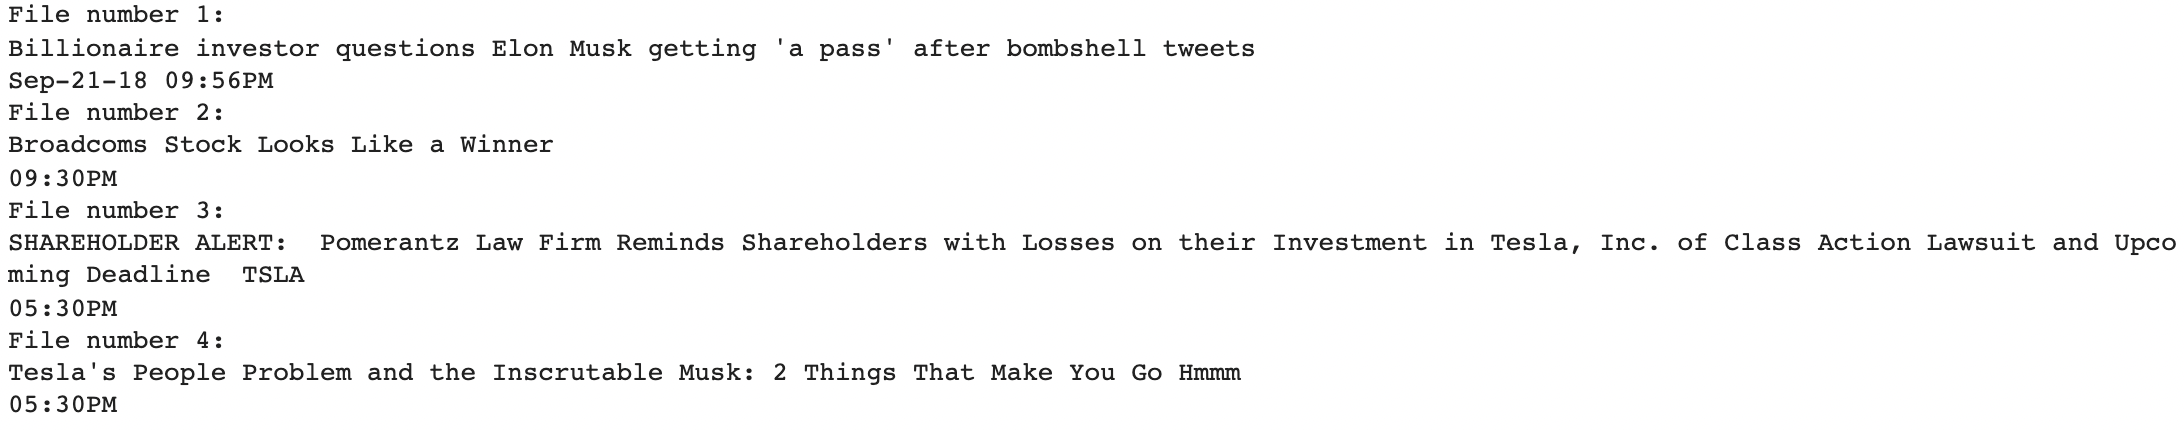 File number 1:
Billionaire investor questions Elon Musk getting 'a pass' after bombshell tweets
Sep-21-18 09:56PM
File number 2:
Broadcoms Stock Looks Like a Winner
09:30PM
File number 3:
SHAREHOLDER ALERT:  Pomerantz Law Firm Reminds Shareholders with Losses on their Investment in Tesla, Inc. of Class Action Lawsuit and Upco
ming Deadline  TSLA
05:30PM
File number 4:
Tesla's People Problem and the Inscrutable Musk: 2 Things That Make You Go Hmmm
05:30PM